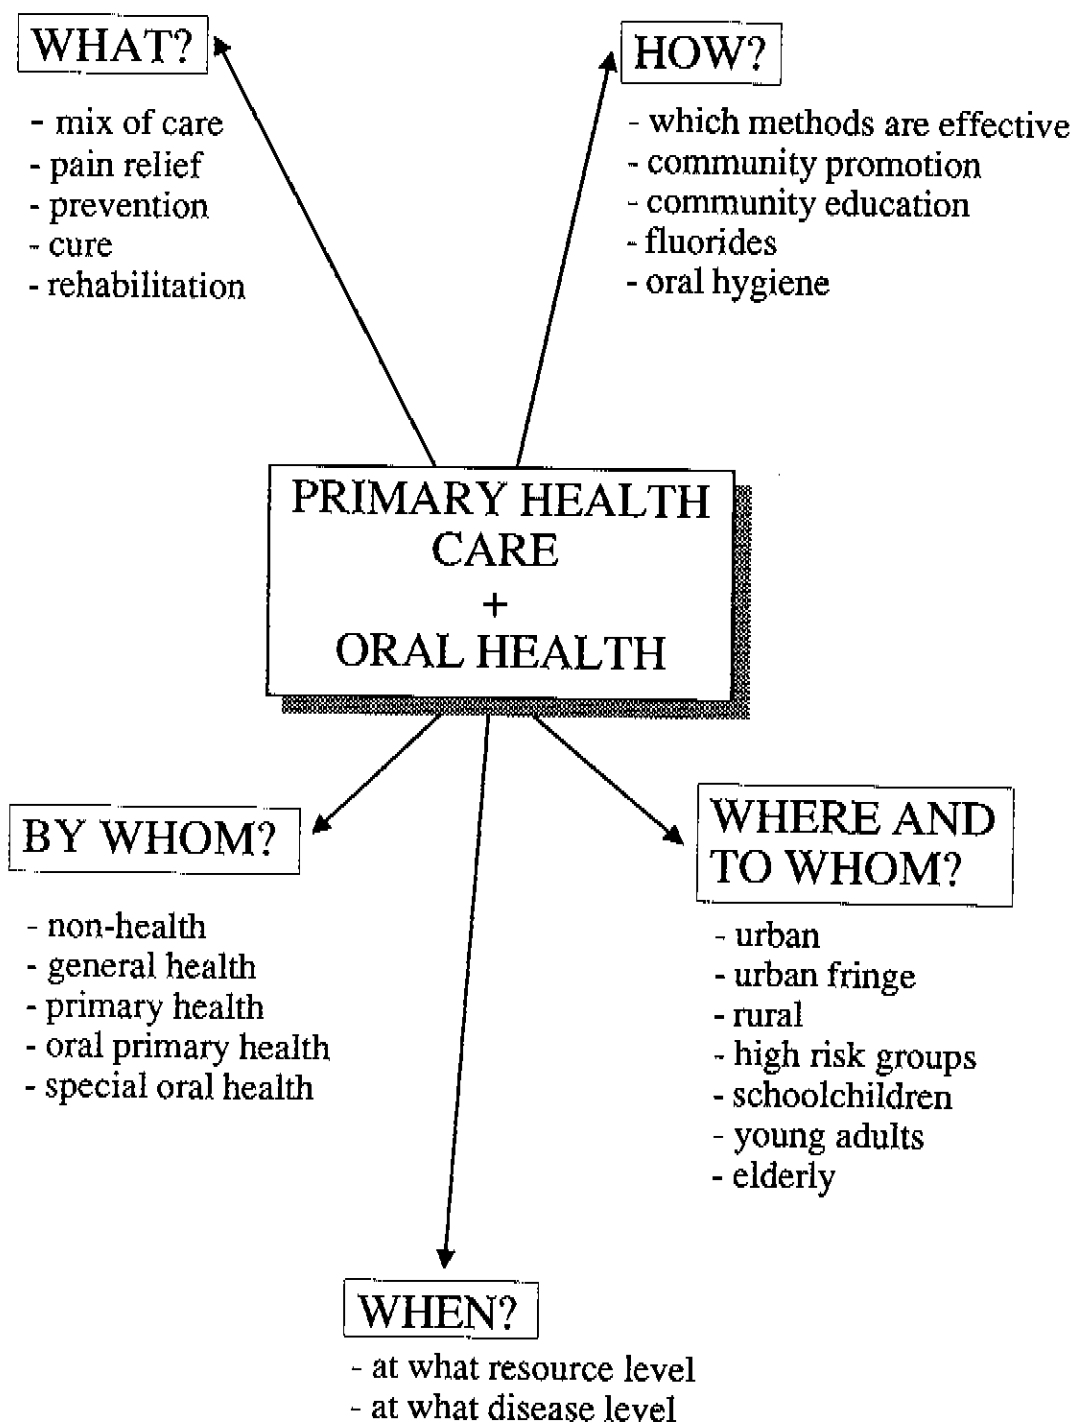 WHAT?
- mix of care
- pain relief
- prevention
- cure
- rehabilitation
HOW?
- which methods are effective
- community promotion
- community education
- fluorides
- oral hygiene
PRIMARY HEALTH
CARE
+
ORAL HEALTH
BY WHOM?
- non-health
- general health
- primary health
- oral primary health
- special oral health
WHERE AND
TO WHOM?
- urban
- urban fringe
- rural
- high risk groups
- schoolchildren
- young adults
- elderly
WHEN?
- at what resource level
- at what disease level